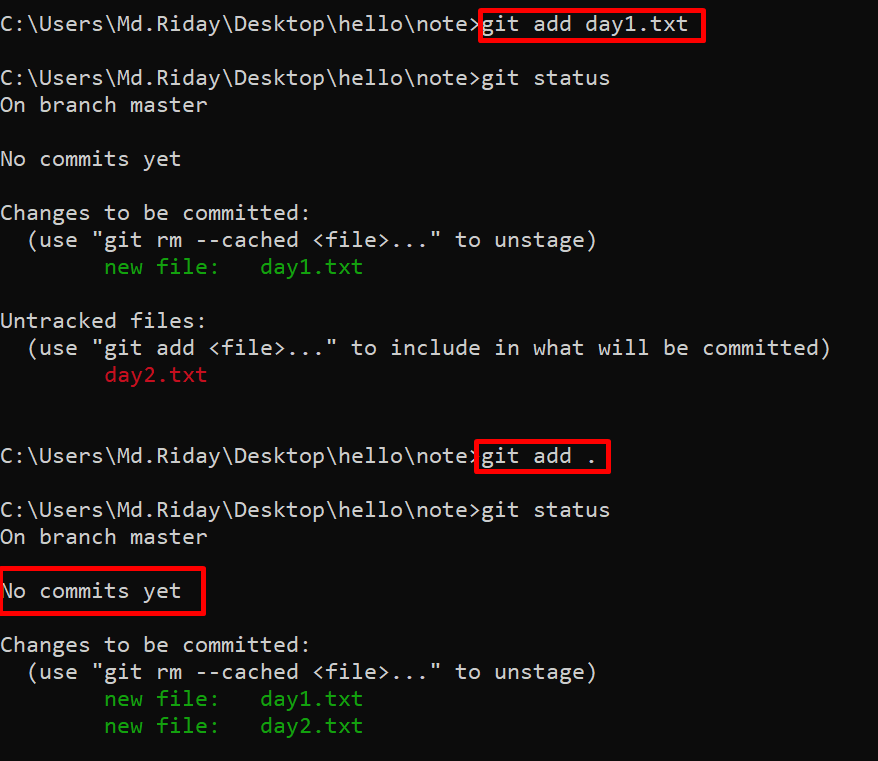 C:\Users\Md.Riday\Desktop\hello\note>git add day1.txt
C:\Users\Md.Riday\Desktop\hello\note>git status
On branch master
No commits yet
Changes to be committed:
  (use "git rm --cached <file>..." to unstage)
        new file:   day1.txt
Untracked files:
  (use "git add <file>..." to include in what will be committed)
        day2.txt
C:\Users\Md.Riday\Desktop\hello\note>git add .
C:\Users\Md.Riday\Desktop\hello\note>git status
On branch master
No commits yet
Changes to be committed:
  (use "git rm --cached <file>..." to unstage)
        new file:   day1.txt
        new file:   day2.txt